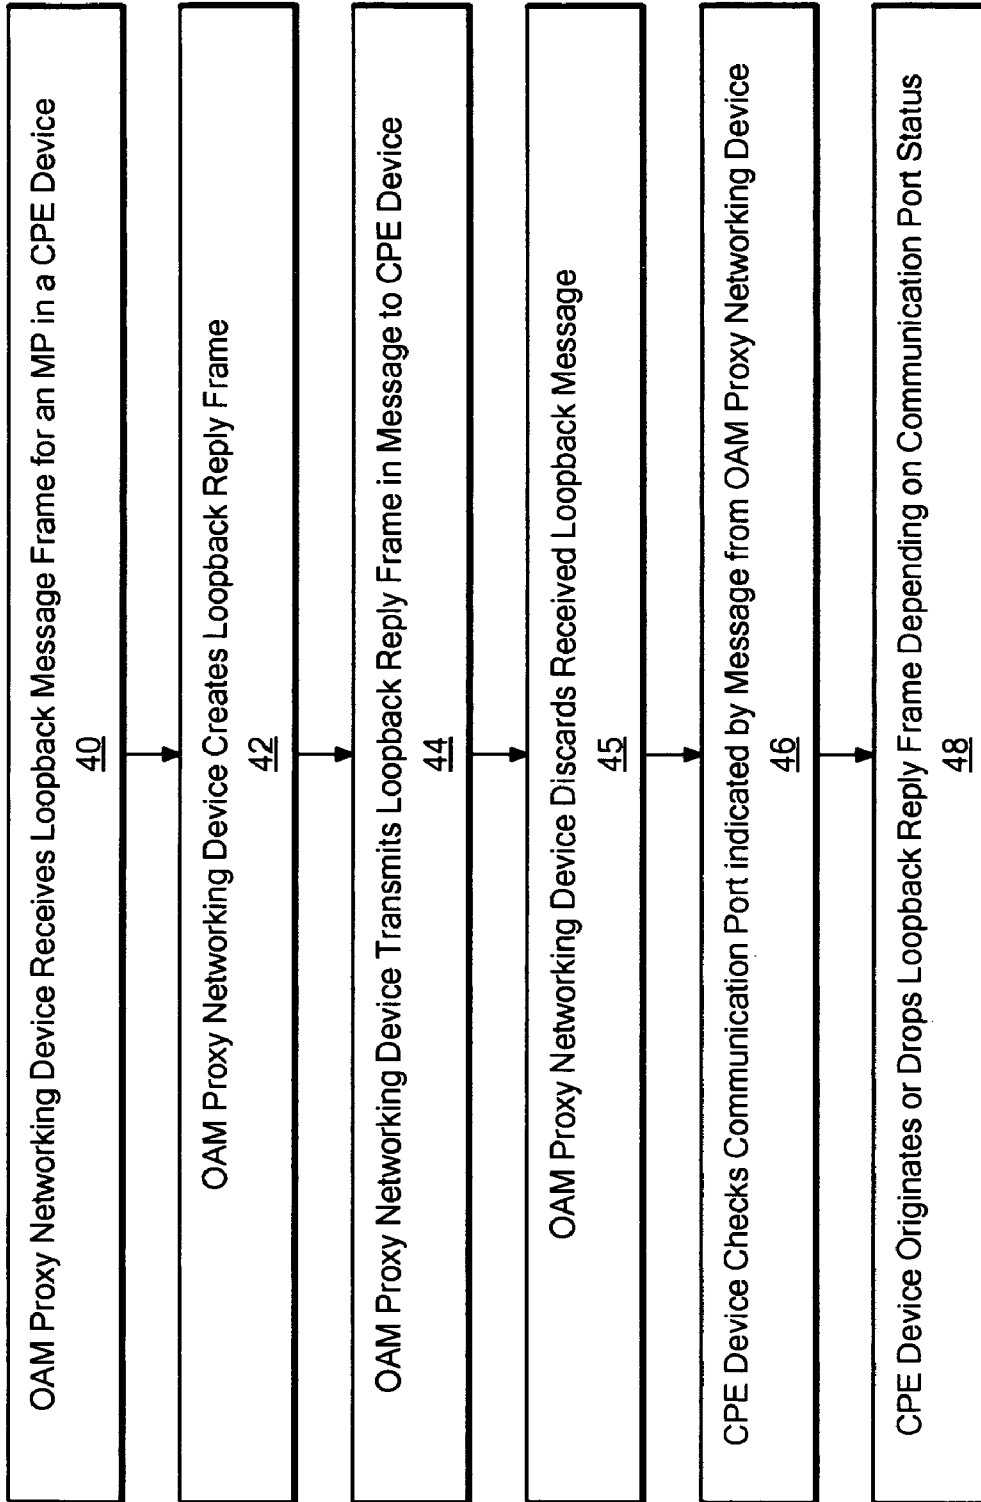 OAM Proxy Networking Device Receives Loopback Message Frame for an MP in a CPE Device
40
OAM Proxy Networking Device Creates Loopback Reply Frame
42
OAM Proxy Networking Device Transmits Loopback Reply Frame in Message to CPE Device
44
OAM Proxy Networking Device Discards Received Loopback Message
45
CPE Device Checks Communication Port indicated by Message from OAM Proxy Networking Device
46
CPE Device Originates or Drops Loopback Reply Frame Depending on Communication Port Status
48